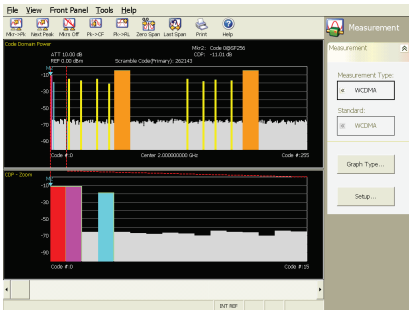 File View Front Panel Tools Help
Mkr->Pk Next Peak Mkrs Off Pk->CF Pk->RL Zero Span Last Span Print Help
Measurement
Code Domain Power
Mkr2: Code 0@SF256
ATT 10.00 dB
CDP: -11.01 dB
REF 0.00 dBm
Scramble Code(Primary): 262143
-10
-30
-50
-70
-90
Code #:0 Center 2.000000000 GHz Code #:255
CDP - Zoom
-10
-30
-50
-70
-90
Code #:0 Code #:15
Measurement
Measurement Type:
WCDMA
Standard:
WCDMA
Graph Type...
Setup...
INT REF